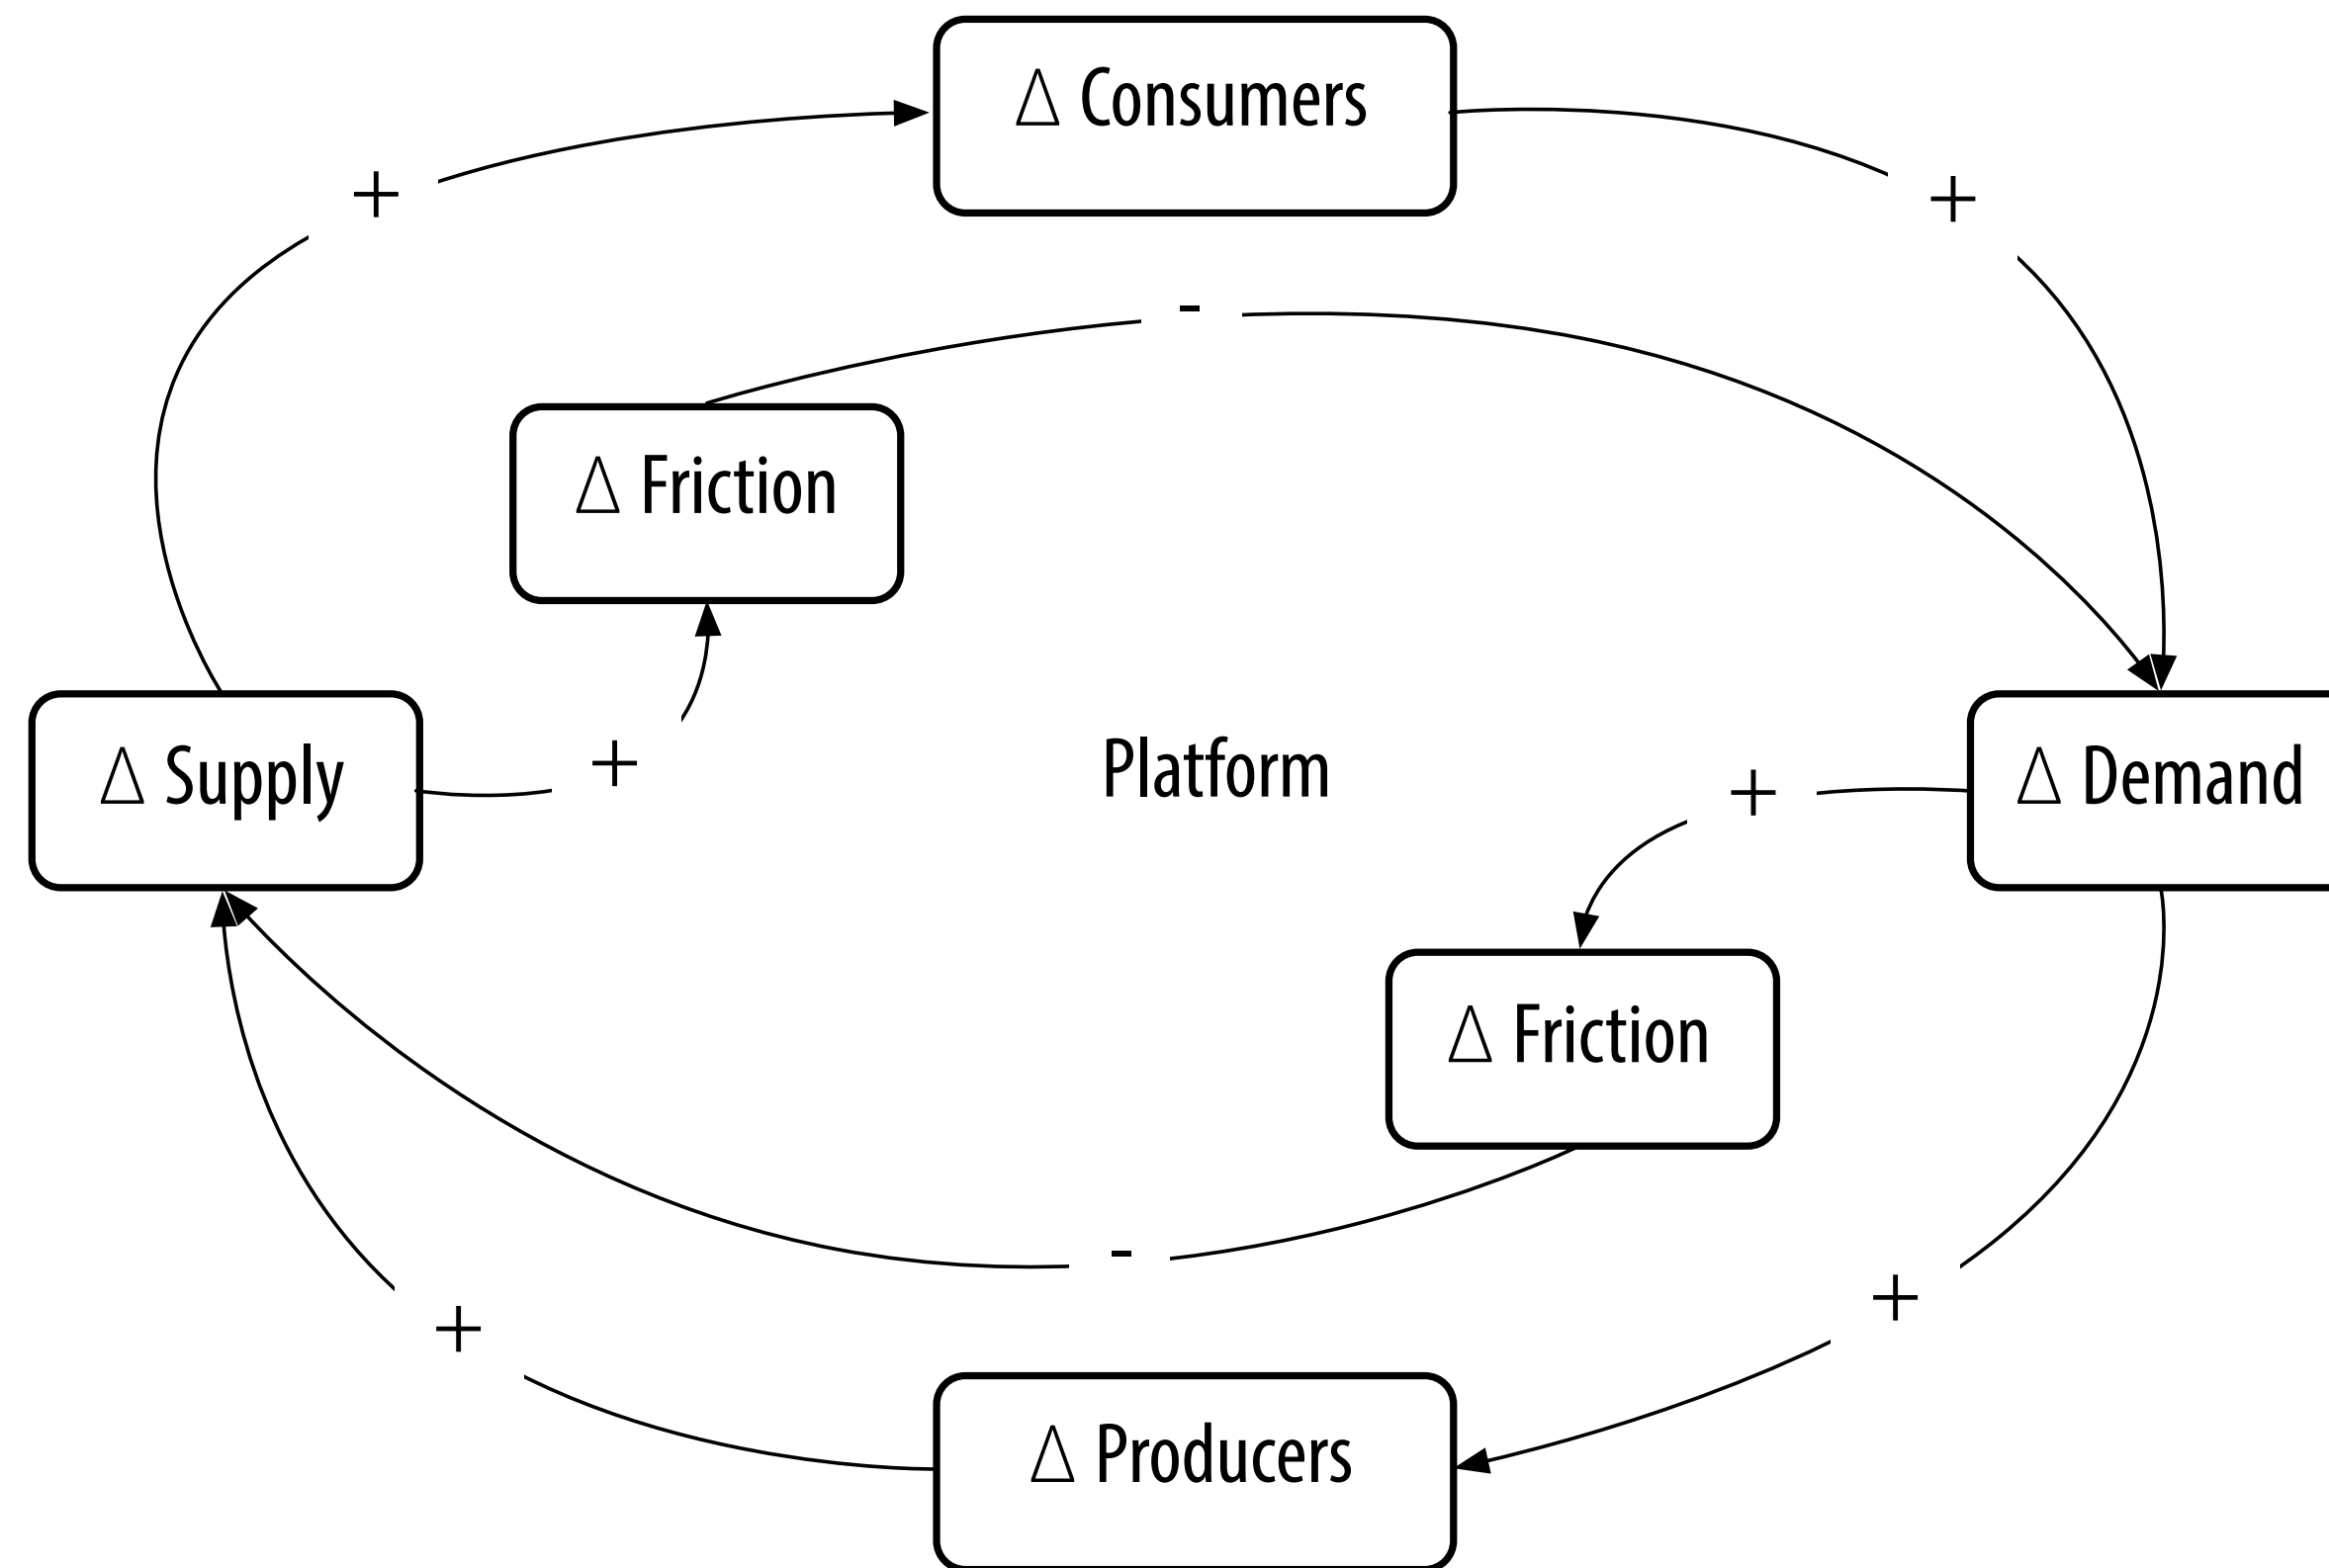 Δ Consumers
+
+
-
Δ Friction
Δ Supply
+
Platform
+
Δ Demand
Δ Friction
-
+
+
Δ Producers